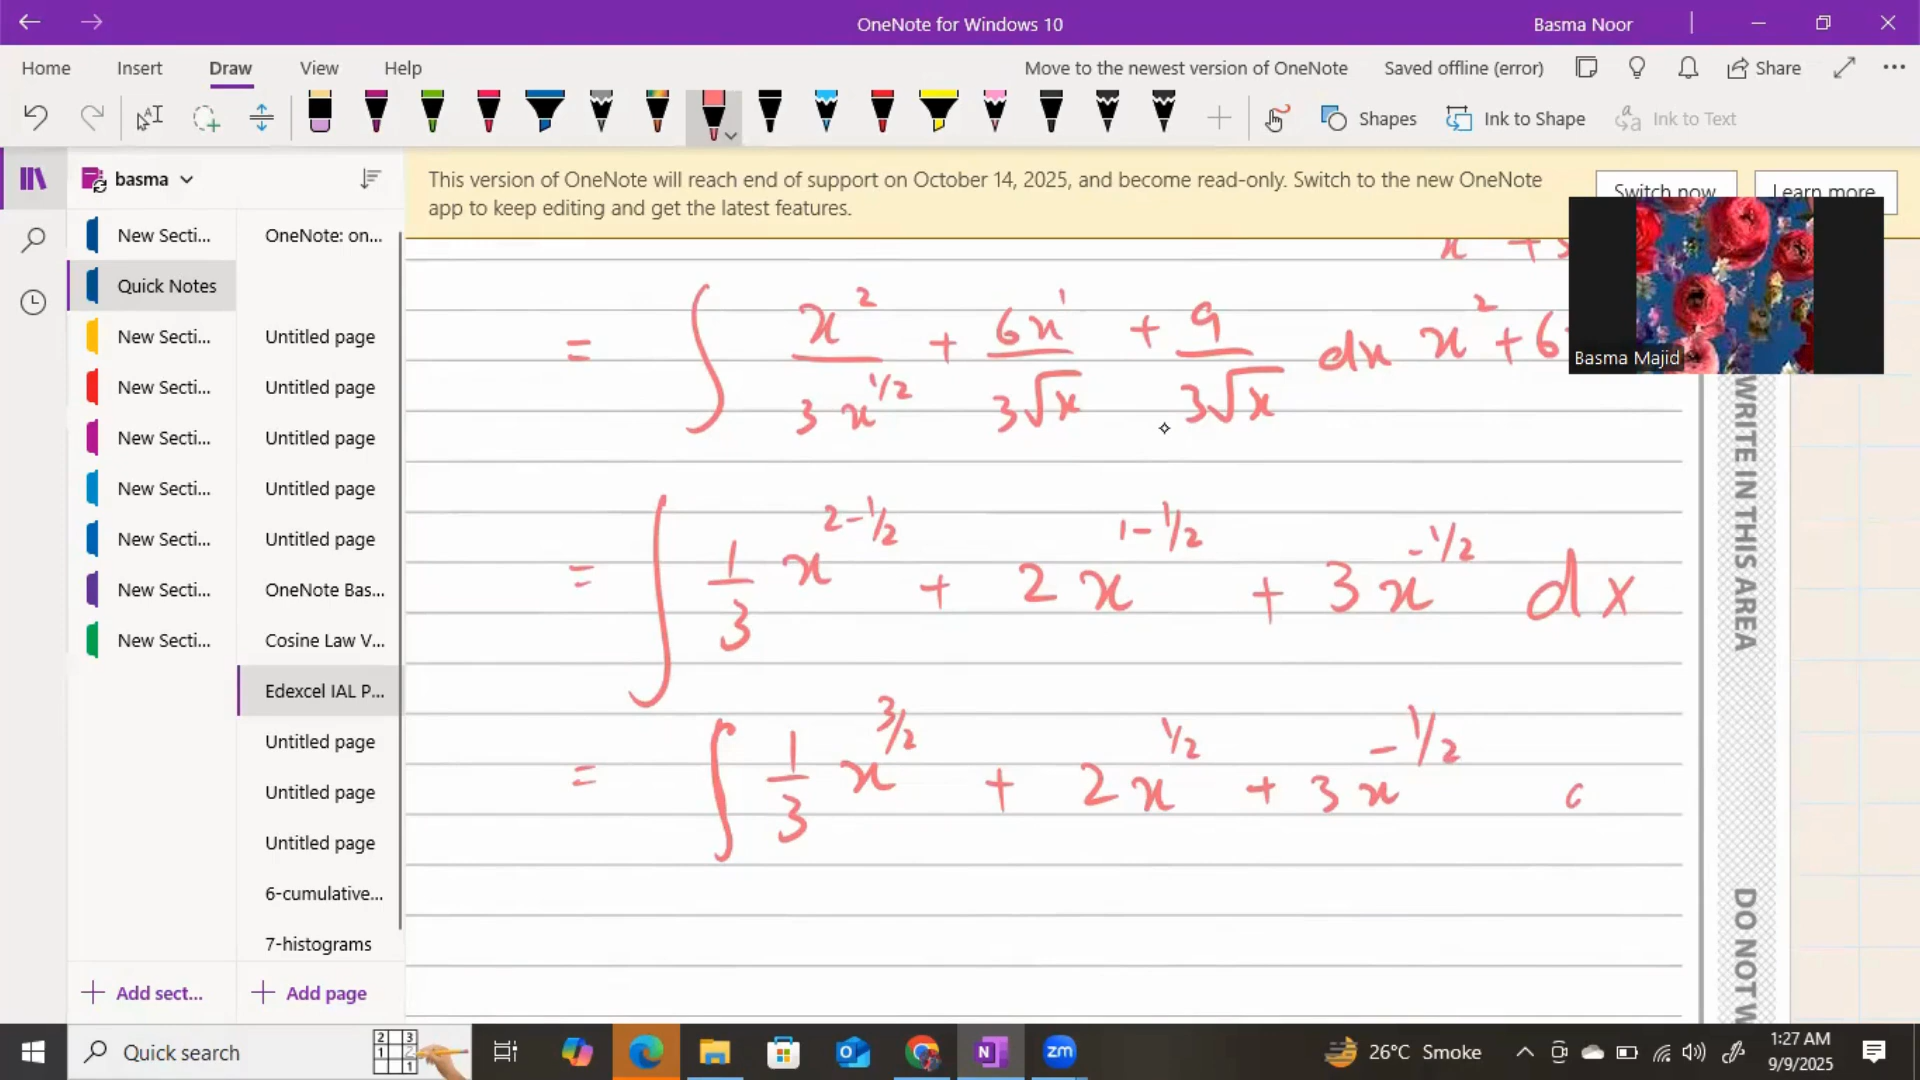 OneNote for Windows 10
Basma Noor
Home Insert Draw View Help
Move to the newest version of OneNote Saved offline (error) Share
Shapes Ink to Shape Ink to Text
basma
This version of OneNote will reach end of support on October 14, 2025, and become read-only. Switch to the new OneNote
app to keep editing and get the latest features.
Switch now Learn more
New Secti...
Quick Notes
New Secti...
New Secti...
New Secti...
New Secti...
New Secti...
New Secti...
New Secti...
Add sect...
OneNote: on...
Untitled page
Untitled page
Untitled page
Untitled page
Untitled page
OneNote Bas...
Cosine Law V...
Edexcel IAL P...
Untitled page
Untitled page
Untitled page
6-cumulative...
7-histograms
Add page
= ∫ x^2/(3x^(1/2)) + 6x^1/(3√x) + 9/(3√x) dx x^2 + 6
= ∫ 1/3 x^(2-1/2) + 2x^(1-1/2) + 3x^(-1/2) dx
= ∫ 1/3 x^(3/2) + 2x^(1/2) + 3x^(-1/2)
Basma Majid
WRITE IN THIS AREA
DO NOT W
Quick search
26°C Smoke
1:27 AM
9/9/2025